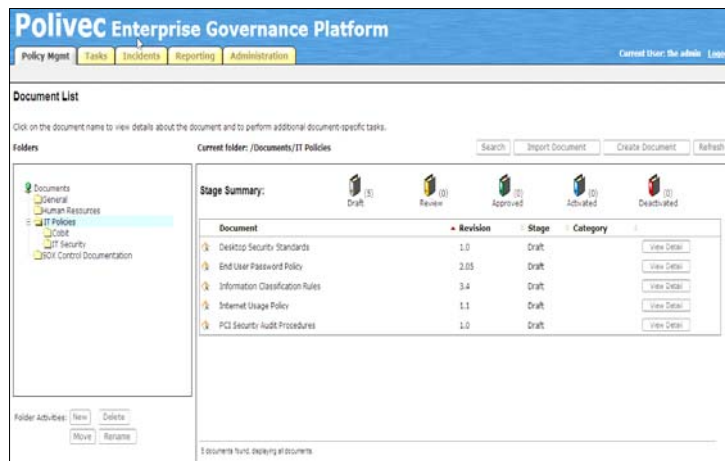 Polivec Enterprise Governance Platform
Policy Mgmt Tasks Incidents Reporting Administration
Current User: the admin
Document List
Click on the document name to view details about the document and to perform additional document-specific tasks.
Folders
Current folder: /Documents/IT Policies
Search Import Document Create Document Refresh
Documents
General
Human Resources
IT Policies
Cobit
IT Security
SOX Control Documentation
Stage Summary:
(5) (0) (0) (0) (0)
Draft Review Approved Activated Deactivated
Document Revision Stage Category
Desktop Security Standards 1.0 Draft View Detail
End User Password Policy 2.05 Draft View Detail
Information Classification Rules 3.4 Draft View Detail
Internet Usage Policy 1.1 Draft View Detail
PCI Security Audit Procedures 1.0 Draft View Detail
Folder Activities: New Delete
Move Rename
5 documents found, displaying all documents.